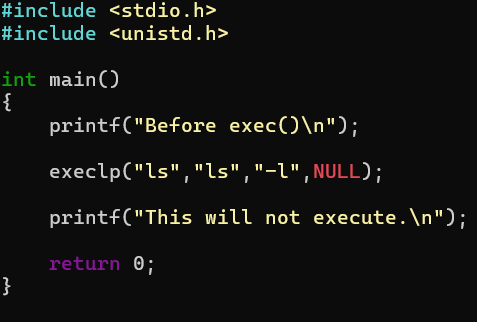 #include <stdio.h>
#include <unistd.h>
int main()
{
    printf("Before exec()\n");
    execlp("ls","ls","-l",NULL);
    printf("This will not execute.\n");
    return 0;
}